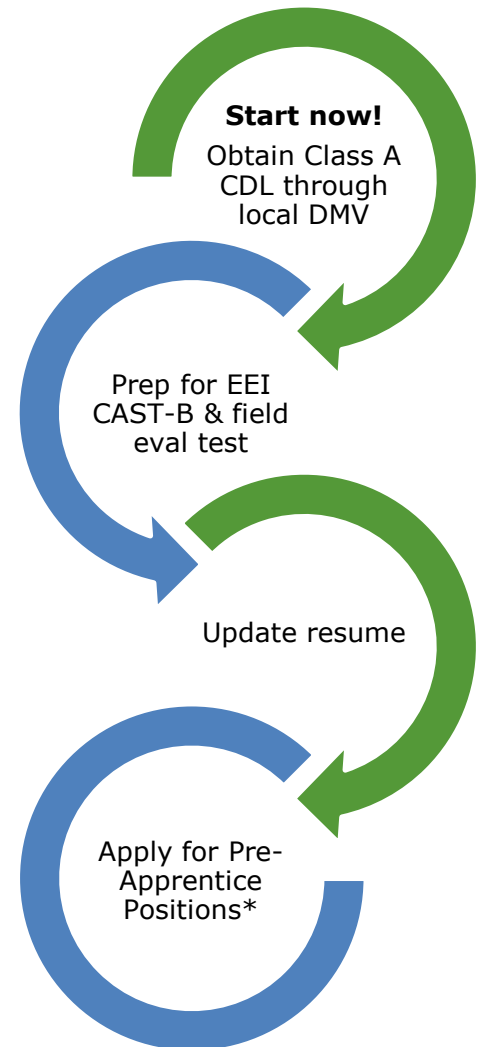 Start now!
Obtain Class A
CDL through
local DMV
Prep for EEI
CAST-B & field
eval test
Update resume
Apply for Pre-
Apprentice
Positions*